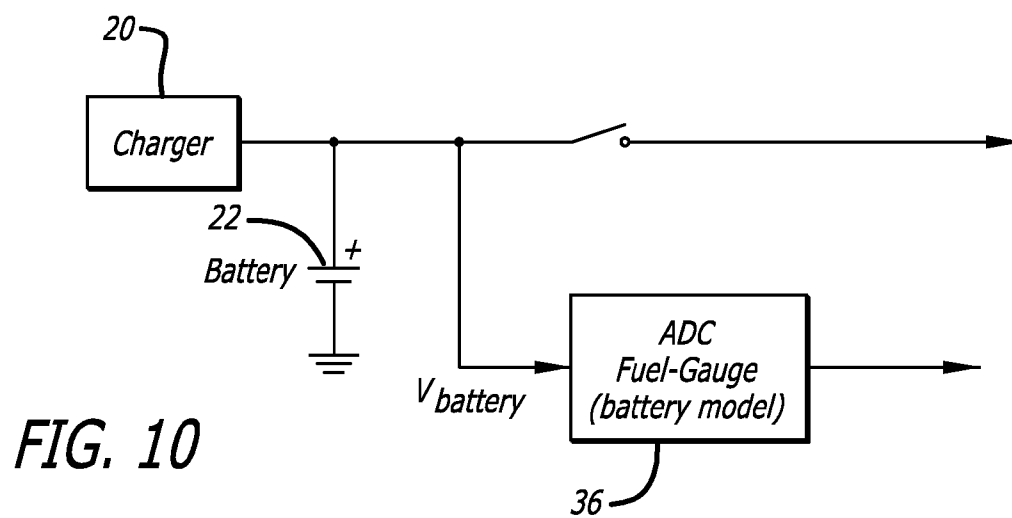 20
Charger
22
+
Battery
ADC
Fuel-Gauge
(battery model)
V battery
FIG. 10
36